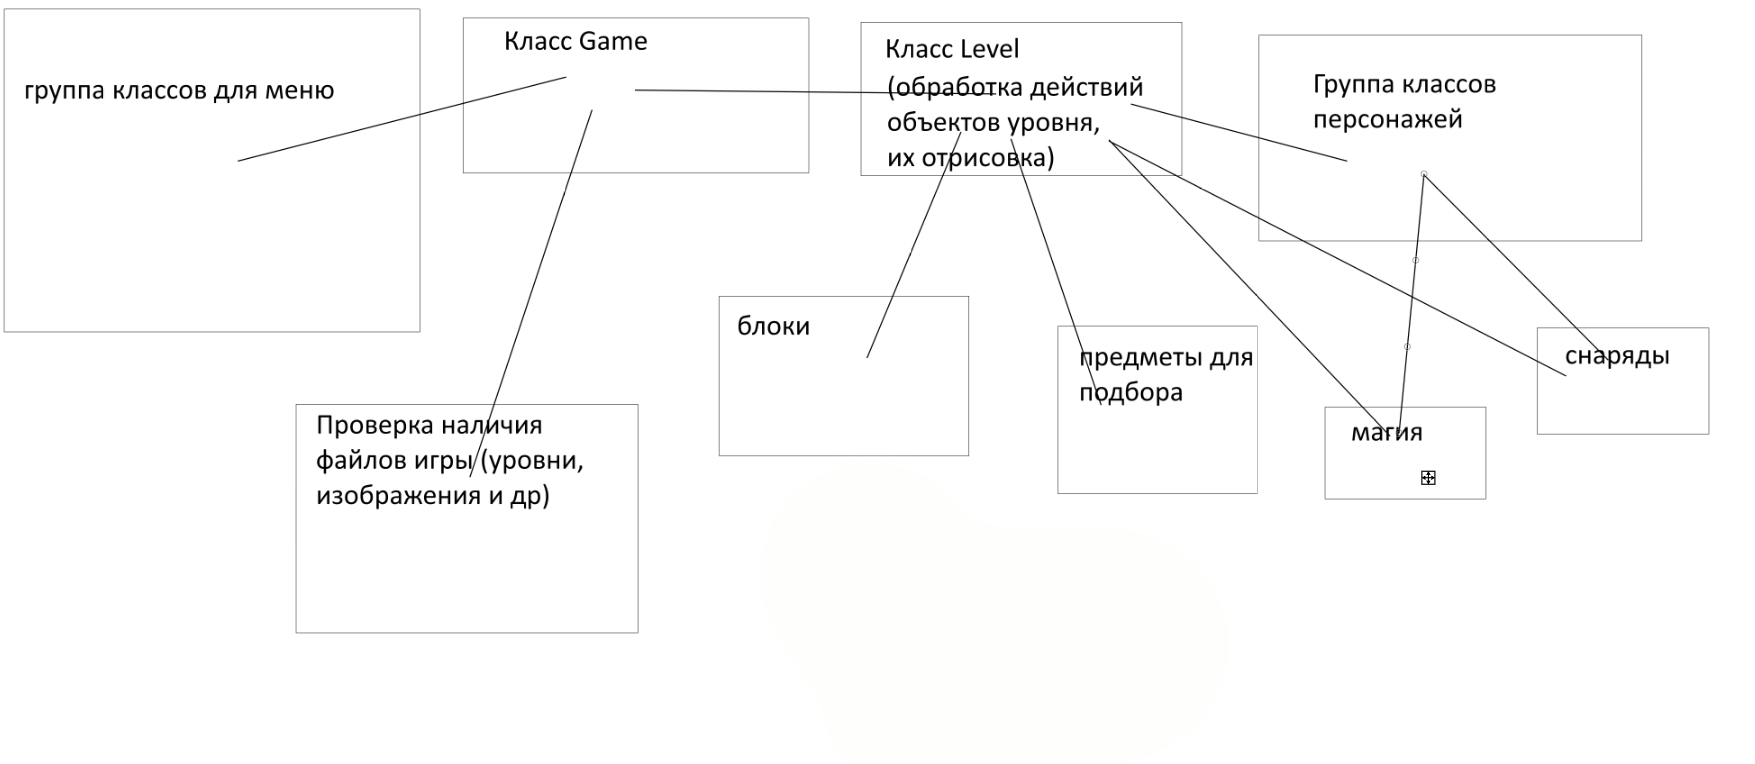 группа классов для меню
Класс Game
Класс Level
(обработка действий
объектов уровня,
их отрисовка)
Группа классов
персонажей
блоки
предметы для
подбора
снаряды
магия
Проверка наличия
файлов игры (уровни,
изображения и др)